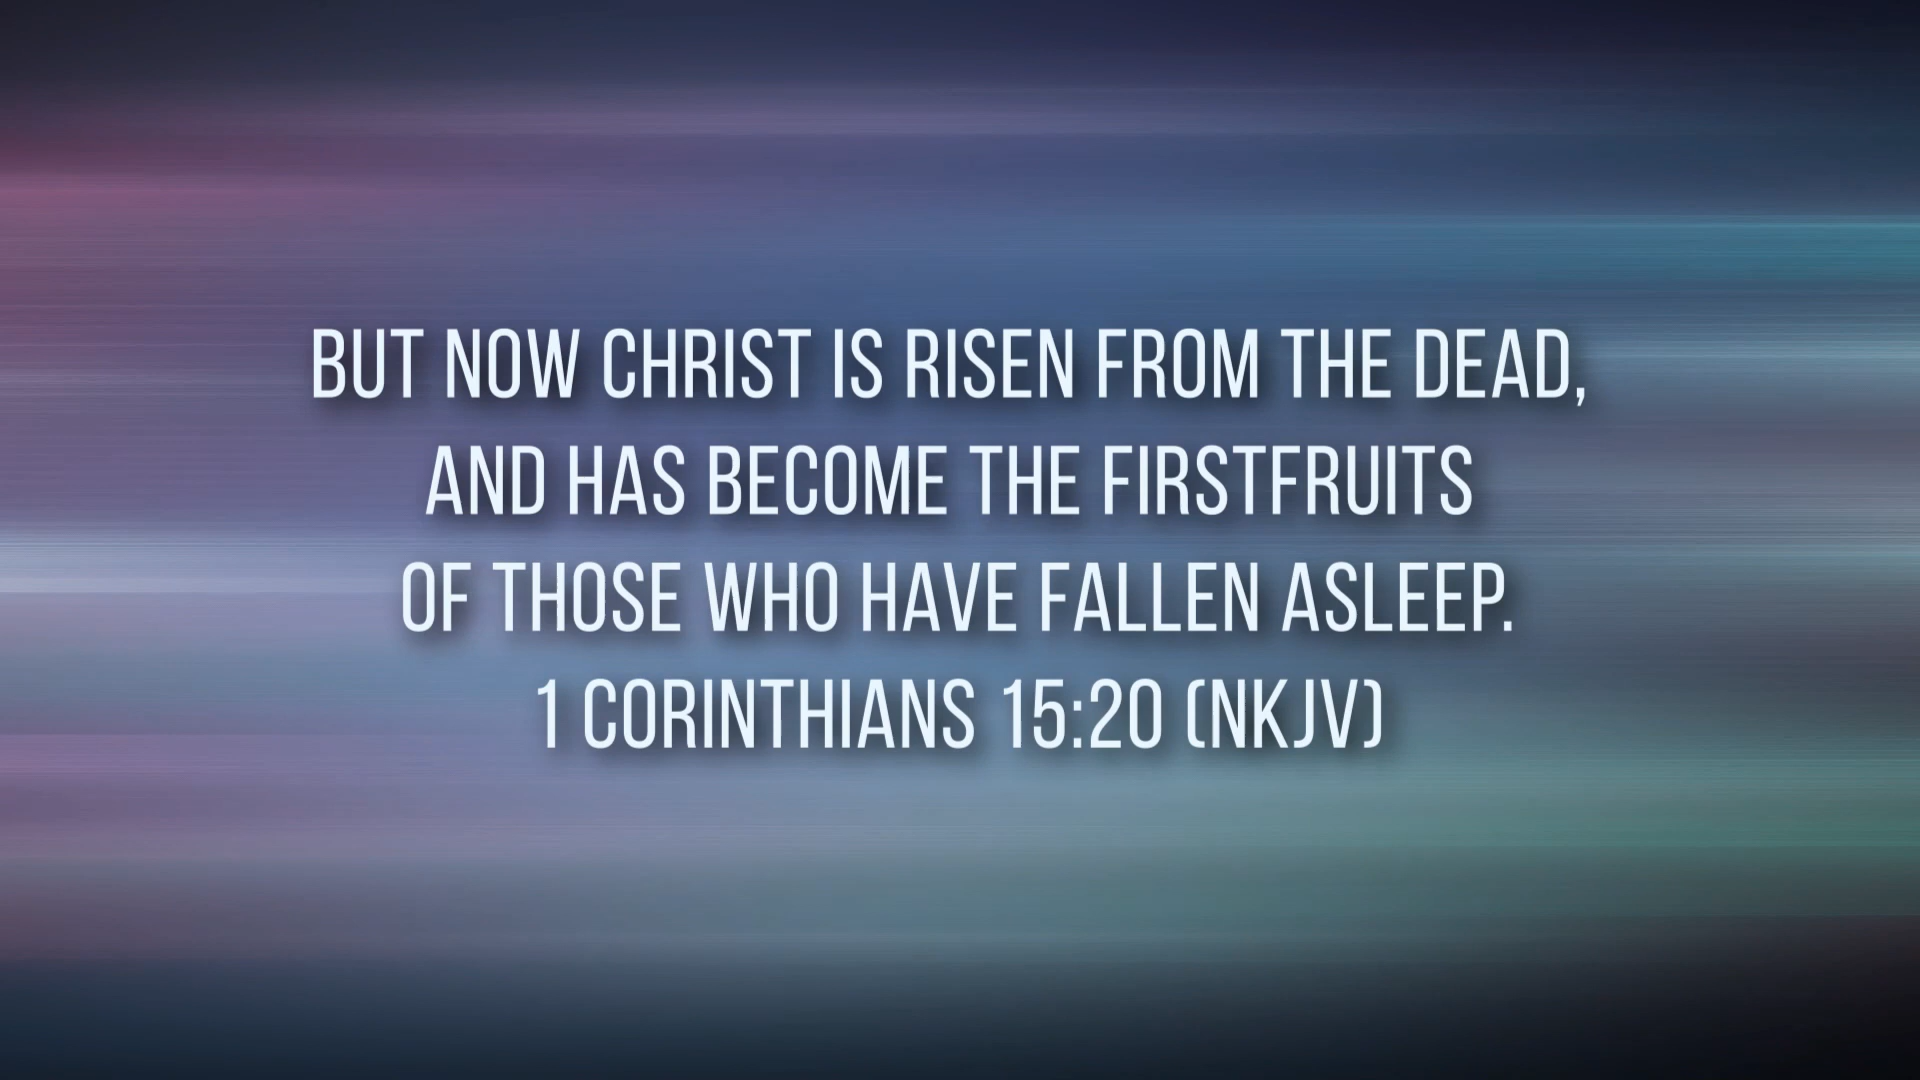 BUT NOW CHRIST IS RISEN FROM THE DEAD,
AND HAS BECOME THE FIRSTFRUITS
OF THOSE WHO HAVE FALLEN ASLEEP.
1 CORINTHIANS 15:20 (NKJV)